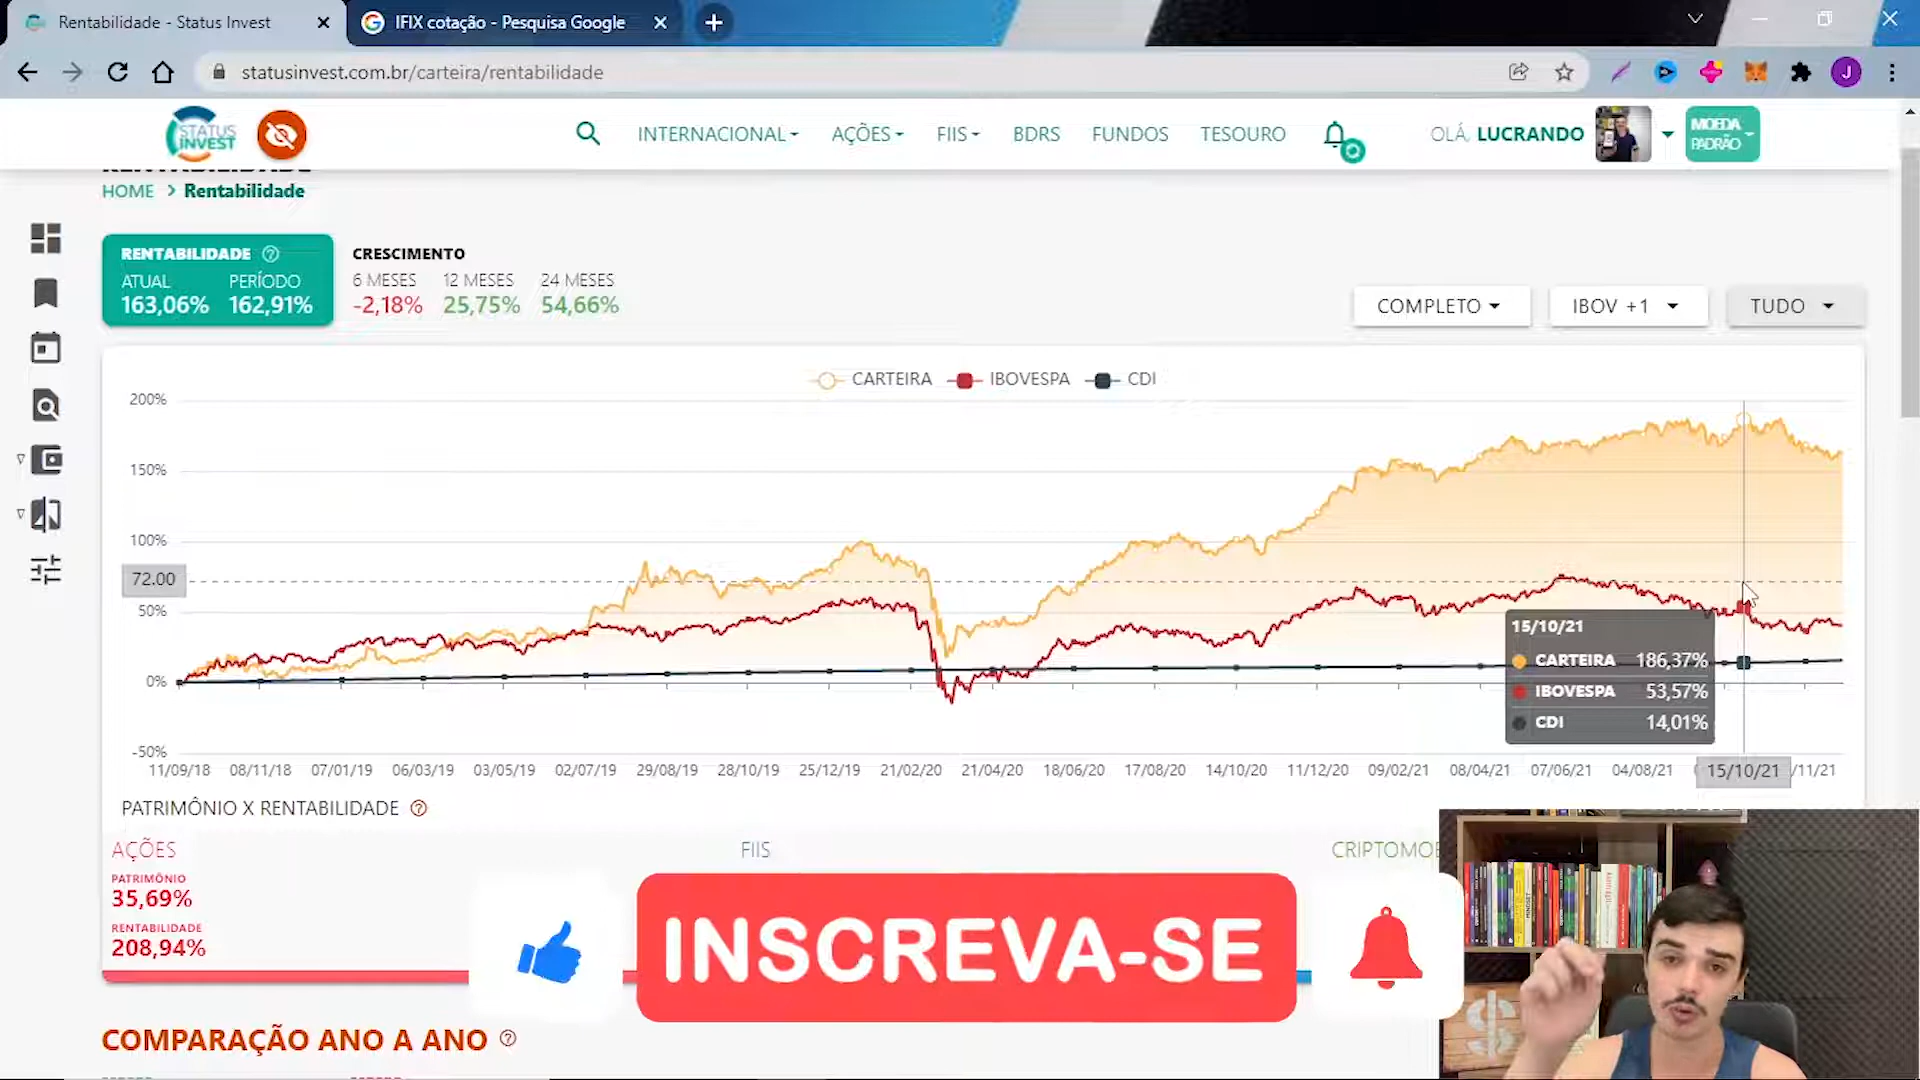 Rentabilidade - Status Invest
IFIX cotação - Pesquisa Google
statusinvest.com.br/carteira/rentabilidade
STATUS
INVEST
INTERNACIONAL
AÇÕES
FIIS
BDRS
FUNDOS
TESOURO
OLÁ, LUCRANDO
MOEDA
PADRÃO
J
RENTABILIDADE
HOME > Rentabilidade
RENTABILIDADE
ATUAL PERÍODO
163,06% 162,91%
CRESCIMENTO
6 MESES 12 MESES 24 MESES
-2,18% 25,75% 54,66%
COMPLETO
IBOV +1
TUDO
CARTEIRA IBOVESPA CDI
200%
150%
100%
72.00
50%
0%
-50%
15/10/21
CARTEIRA 186,37%
IBOVESPA 53,57%
CDI 14,01%
11/09/18 08/11/18 07/01/19 06/03/19 03/05/19 02/07/19 29/08/19 28/10/19 25/12/19 21/02/20 21/04/20 18/06/20 17/08/20 14/10/20 11/12/20 09/02/21 08/04/21 07/06/21 04/08/21 15/10/21 /11/21
PATRIMÔNIO X RENTABILIDADE
AÇÕES
FIIS
CRIPTOMOE
PATRIMÔNIO
35,69%
RENTABILIDADE
208,94%
INSCREVA-SE
COMPARAÇÃO ANO A ANO